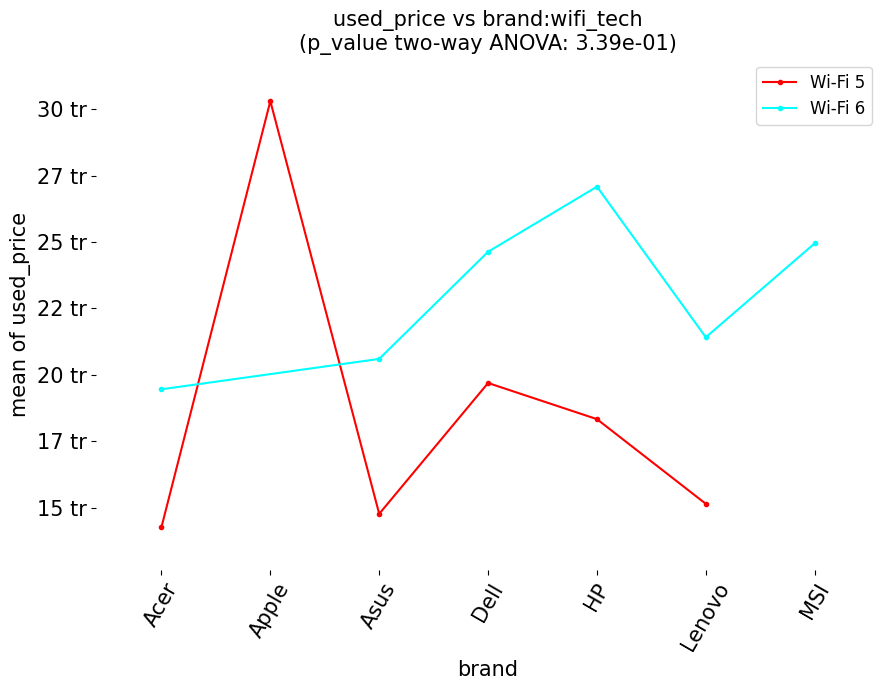 used_price vs brand:wifi_tech
(p_value two-way ANOVA: 3.39e-01)
Wi-Fi 5
Wi-Fi 6
30 tr
27 tr
25 tr
22 tr
20 tr
17 tr
15 tr
mean of used_price
Acer
Apple
Asus
Dell
HP
Lenovo
MSI
brand